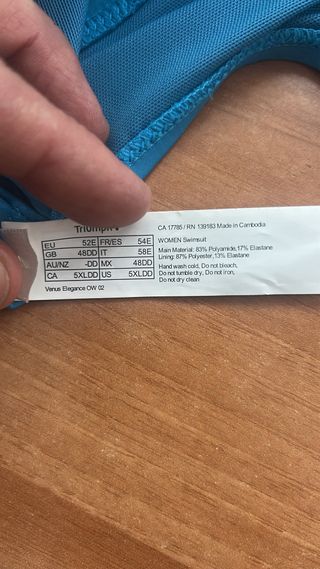 Triumph
EU 52E FR/ES 54E
GB 48DD IT 58E
AU/NZ -DD MX 48DD
CA 5XLDD US 5XLDD
Venus Elegance OW 02
CA 17785 / RN 139183 Made in Cambodia
WOMEN Swimsuit
Main Material: 83% Polyamide,17% Elastane
Lining: 87% Polyester,13% Elastane
Hand wash cold, Do not bleach,
Do not tumble dry, Do not iron,
Do not dry clean